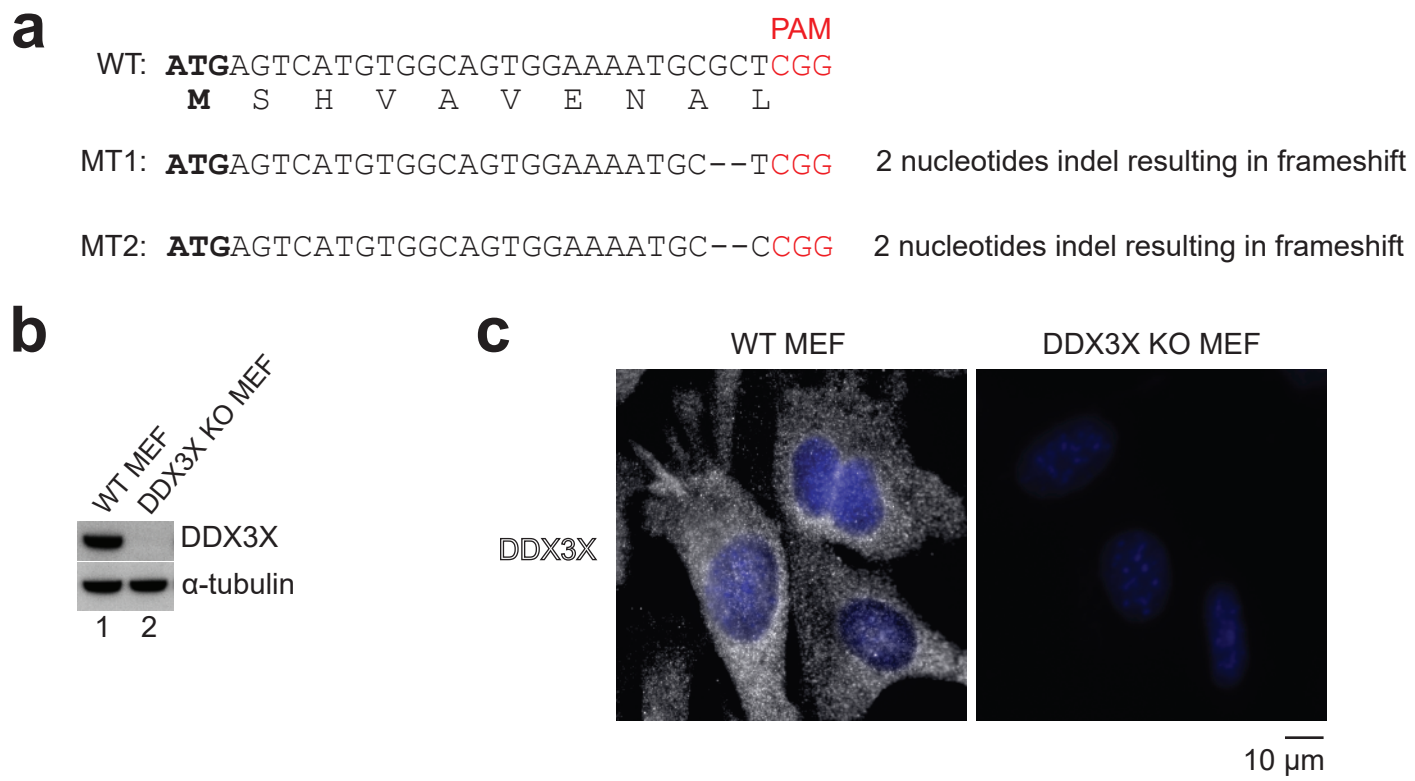 a
PAM
WT: ATGAGTCATGTGGCAGTGGAAAATGCGCTCGG
M S H V A V E N A L
MT1: ATGAGTCATGTGGCAGTGGAAAATGC--TCGG 2 nucleotides indel resulting in frameshift
MT2: ATGAGTCATGTGGCAGTGGAAAATGC--CCGG 2 nucleotides indel resulting in frameshift
b
WT MEF
DDX3X KO MEF
DDX3X
α-tubulin
1 2
c
WT MEF DDX3X KO MEF
DDX3X
10 µm